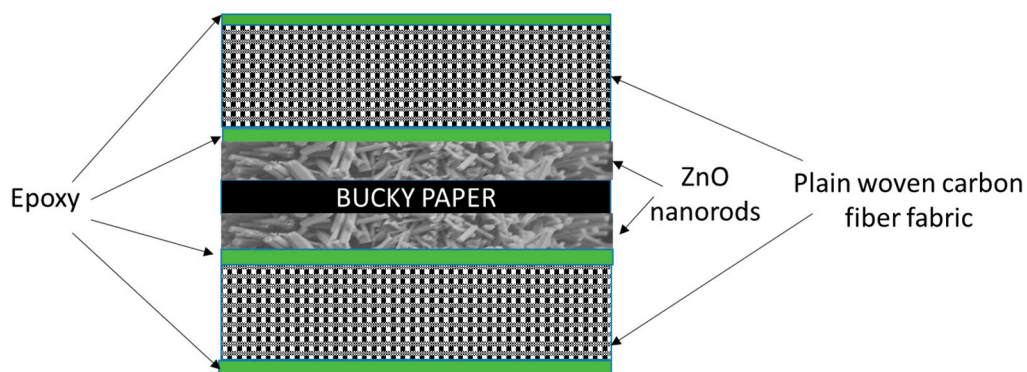 Epoxy
BUCKY PAPER
ZnO
nanorods
Plain woven carbon
fiber fabric